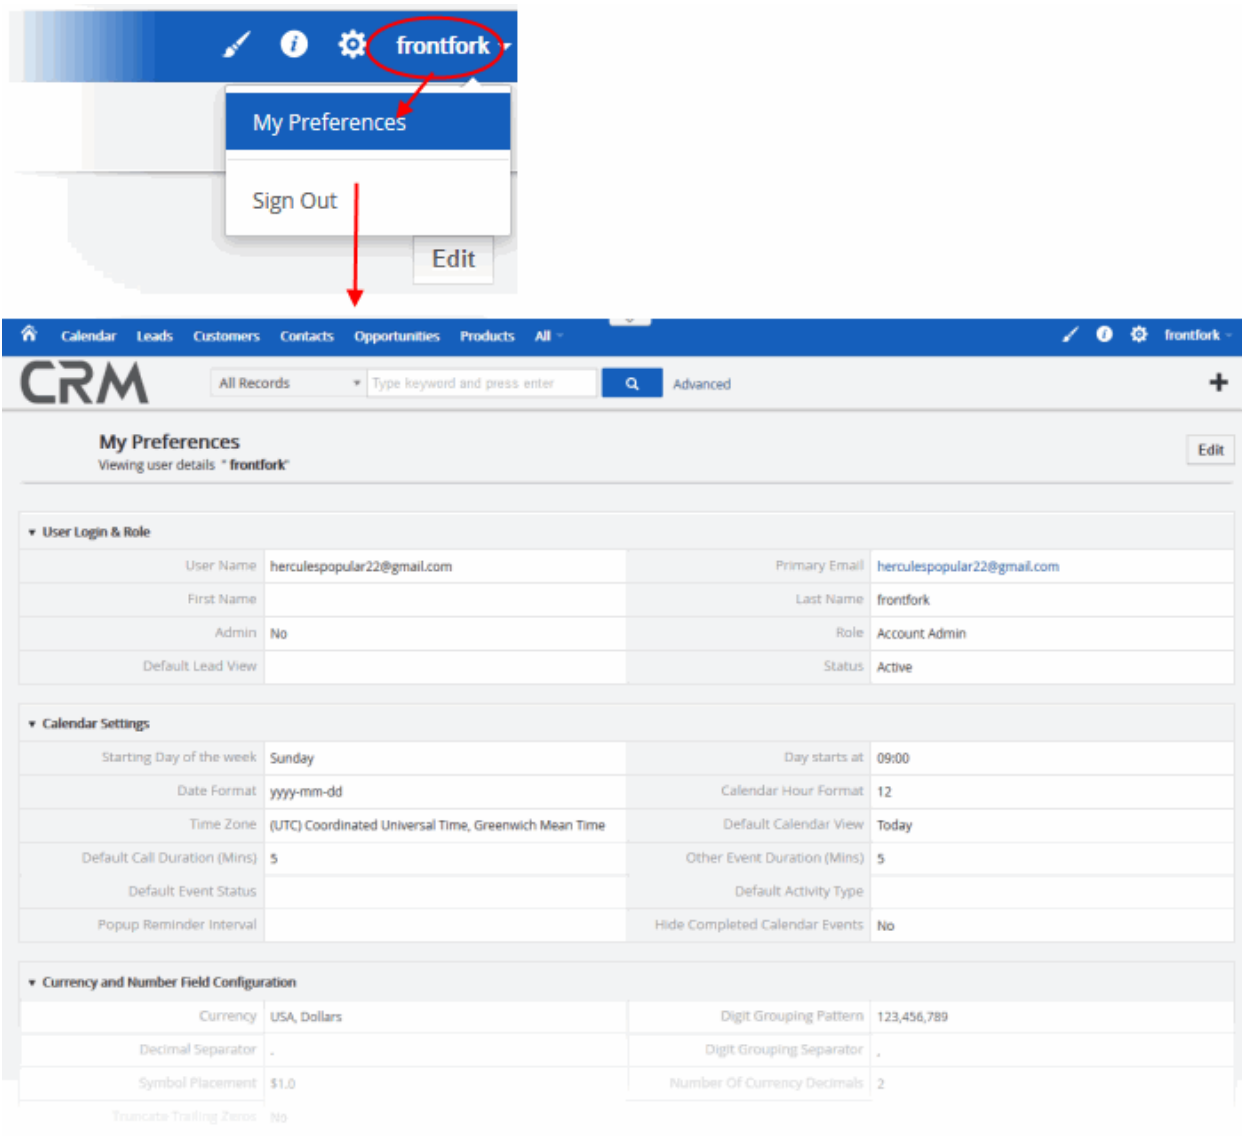 frontfork
My Preferences
Sign Out
Edit
Calendar Leads Customers Contacts Opportunities Products All frontfork
CRM All Records Type keyword and press enter Advanced
My Preferences
Edit
Viewing user details " frontfork"
User Login & Role
User Name herculespopular22@gmail.com Primary Email herculespopular22@gmail.com
First Name Last Name frontfork
Admin No Role Account Admin
Default Lead View Status Active
Calendar Settings
Starting Day of the week Sunday Day starts at 09:00
Date Format yyyy-mm-dd Calendar Hour Format 12
Time Zone (UTC) Coordinated Universal Time, Greenwich Mean Time Default Calendar View Today
Default Call Duration (Mins) 5 Other Event Duration (Mins) 5
Default Event Status Default Activity Type
Popup Reminder Interval Hide Completed Calendar Events No
Currency and Number Field Configuration
Currency USA, Dollars Digit Grouping Pattern 123,456,789
Decimal Separator . Digit Grouping Separator ,
Symbol Placement $1.0 Number Of Currency Decimals 2
Truncate Trailing Zeros No